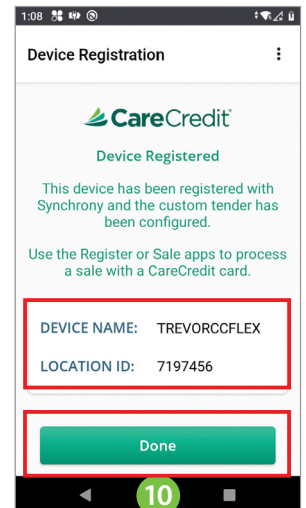 1:08
Device Registration
CareCredit
Device Registered
This device has been registered with
Synchrony and the custom tender has
been configured.
Use the Register or Sale apps to process
a sale with a CareCredit card.
DEVICE NAME: TREVORCCFLEX
LOCATION ID: 7197456
Done
10